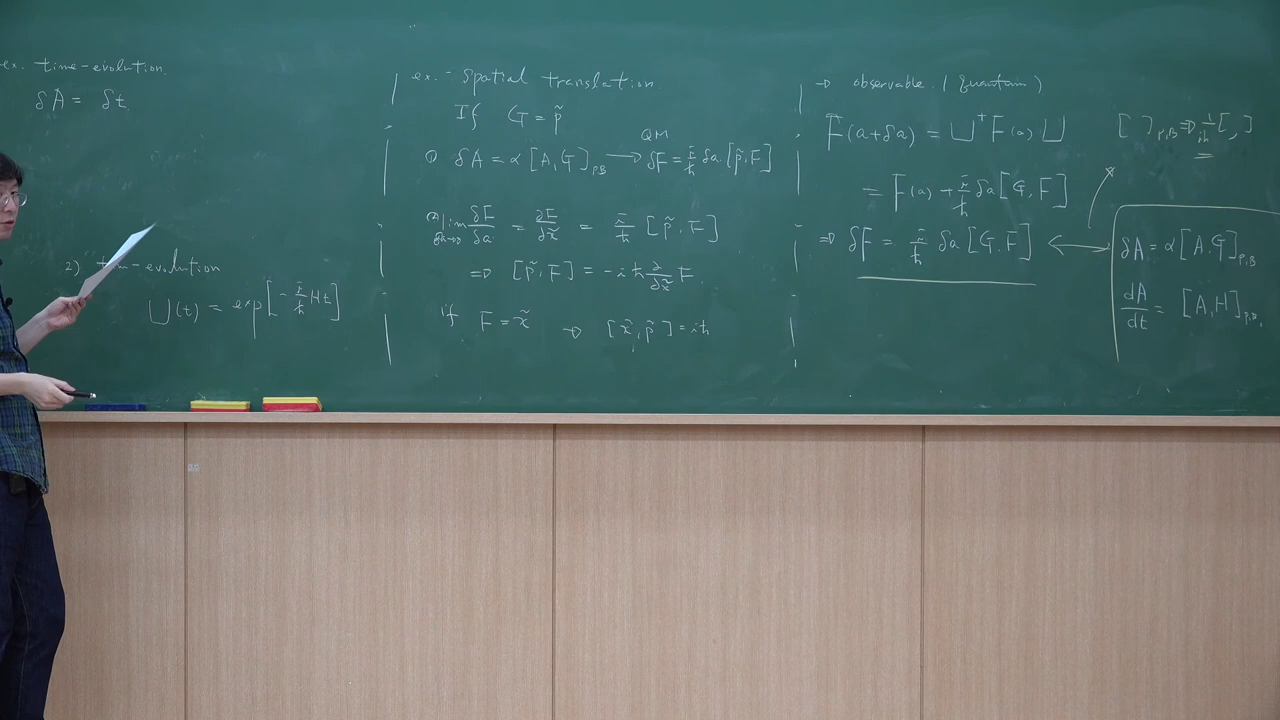 ex. time-evolution
δA = δt
2) time-evolution
U(t) = exp[-i/ħ Ht]
ex. - Spatial translation.
If G = p̃
① δA = α[A,G]_{P.B} → QM δF = i/ħ δa [p̃, F]
② lim_{δa→0} δF/δa = ∂F/∂x̃ = i/ħ [p̃, F]
⇒ [p̃, F] = -iħ ∂/∂x̃ F.
if F = x̃ → [x̃, p̃] = iħ
→ observable. (Quantum)
F(a+δa) = U⁺F(a)U
= F(a) + i/ħ δa [G, F]
⇒ δF = i/ħ δa [G, F] ↔
[ ]_{P.B} ⇒ 1/iħ [ , ]
δA = α[A,G]_{P.B}
dA/dt = [A,H]_{P.B.}